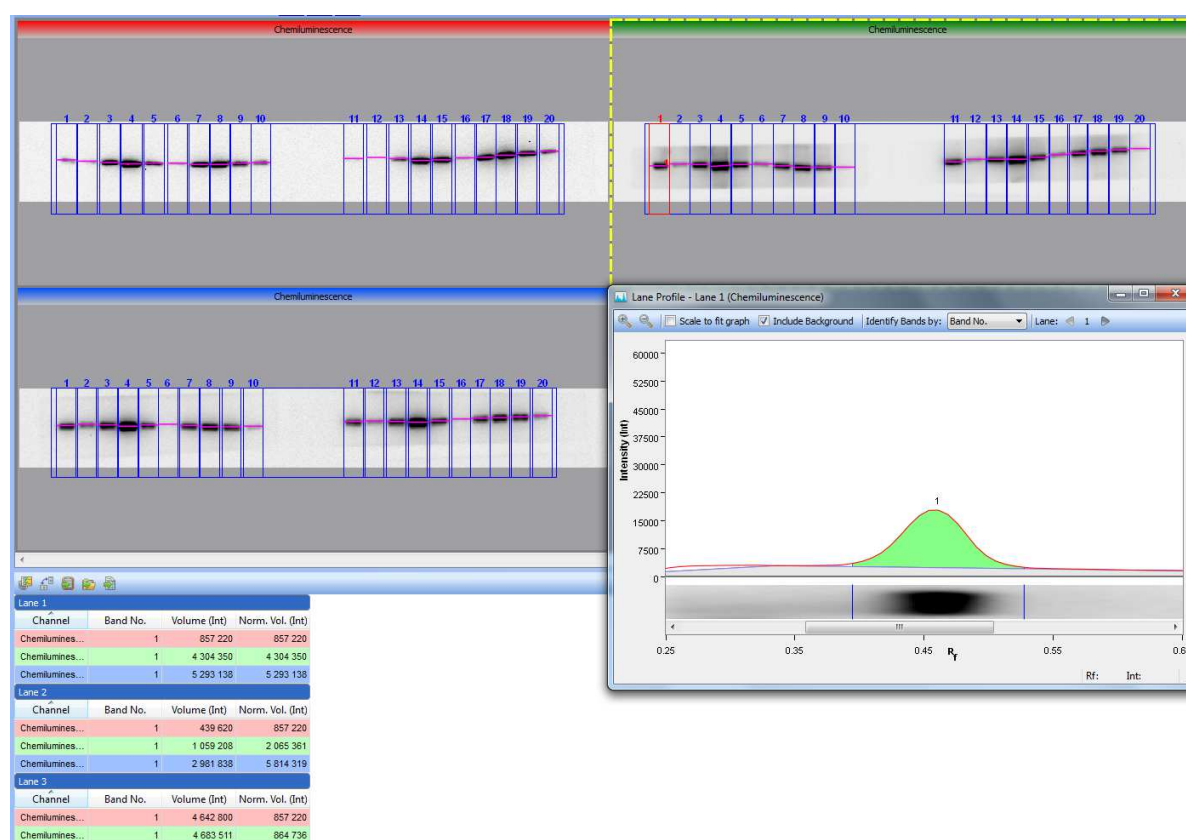 Chemiluminescence
1 2 3 4 5 6 7 8 9 10 11 12 13 14 15 16 17 18 19 20
Chemiluminescence
1 2 3 4 5 6 7 8 9 10 11 12 13 14 15 16 17 18 19 20
1
Chemiluminescence
1 2 3 4 5 6 7 8 9 10 11 12 13 14 15 16 17 18 19 20
Lane Profile - Lane 1 (Chemiluminescence)
Scale to fit graph Include Background Identify Bands by: Band No. Lane: 1
Intensity (Int)
60000
52500
45000
37500
30000
22500
15000
7500
0
1
0.25 0.35 0.45 Rf 0.55 0.6
Rf: Int:
Lane 1
Channel Band No. Volume (Int) Norm. Vol. (Int)
Chemilumines... 1 857 220 857 220
Chemilumines... 1 4 304 350 4 304 350
Chemilumines... 1 5 293 138 5 293 138
Lane 2
Channel Band No. Volume (Int) Norm. Vol. (Int)
Chemilumines... 1 439 620 857 220
Chemilumines... 1 1 059 208 2 065 361
Chemilumines... 1 2 981 838 5 814 319
Lane 3
Channel Band No. Volume (Int) Norm. Vol. (Int)
Chemilumines... 1 4 642 800 857 220
Chemilumines... 1 4 683 511 864 736